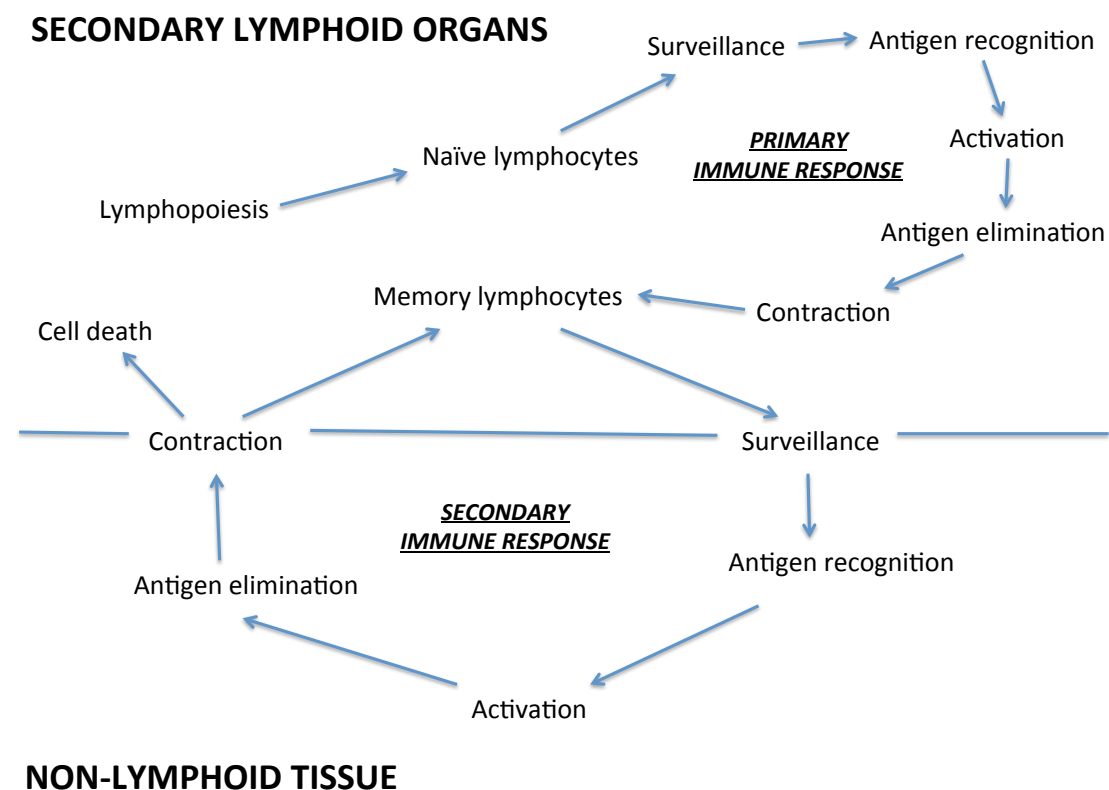 SECONDARY LYMPHOID ORGANS
Surveillance
Antigen recognition
Naïve lymphocytes
PRIMARY
IMMUNE RESPONSE
Activation
Lymphopoiesis
Antigen elimination
Memory lymphocytes
Contraction
Cell death
Contraction
Surveillance
SECONDARY
IMMUNE RESPONSE
Antigen recognition
Antigen elimination
Activation
NON-LYMPHOID TISSUE